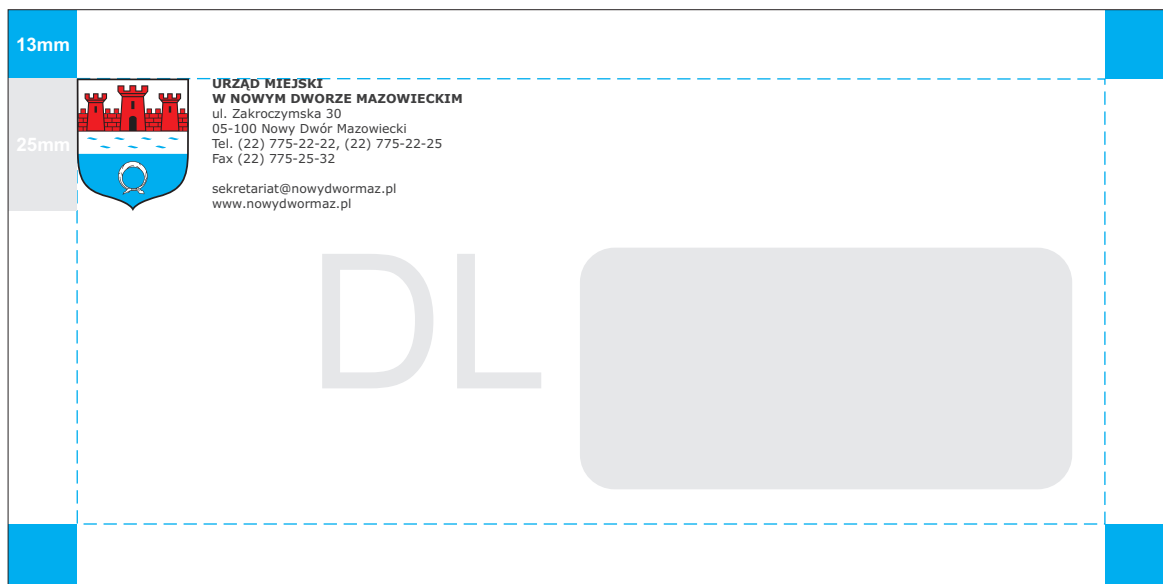 13mm
25mm
URZĄD MIEJSKI
W NOWYM DWORZE MAZOWIECKIM
ul. Zakroczymska 30
05-100 Nowy Dwór Mazowiecki
Tel. (22) 775-22-22, (22) 775-22-25
Fax (22) 775-25-32
sekretariat@nowydwormaz.pl
www.nowydwormaz.pl
DL